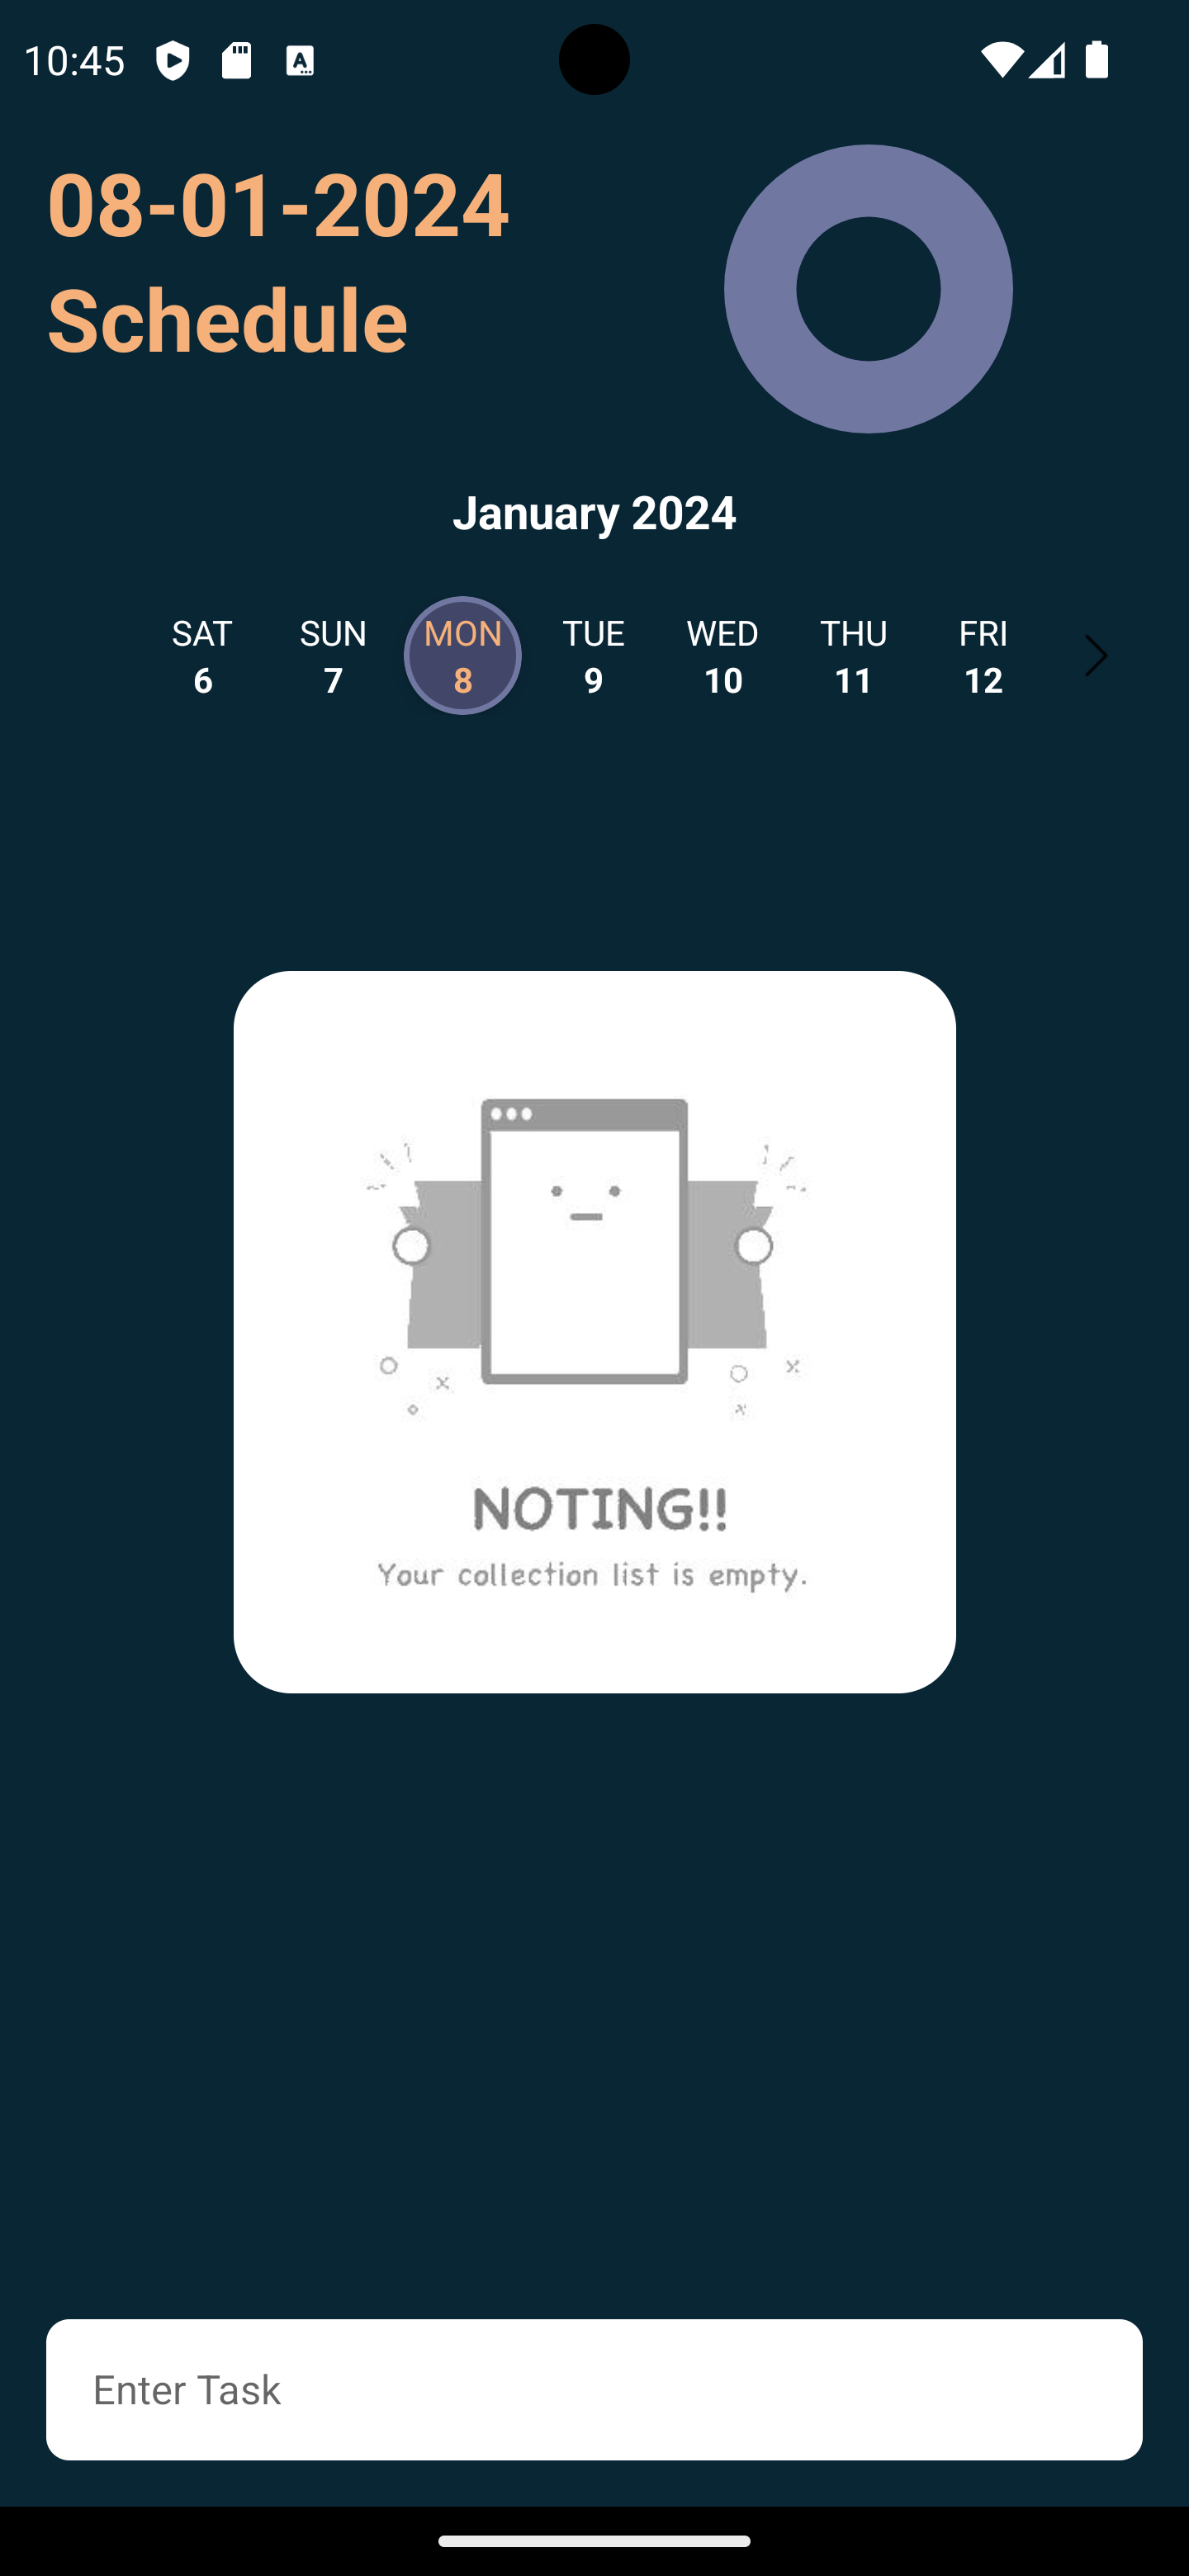 10:45
08-01-2024
Schedule
January 2024
SAT SUN MON TUE WED THU FRI
6 7 8 9 10 11 12
NOTING!!
Your collection list is empty.
Enter Task